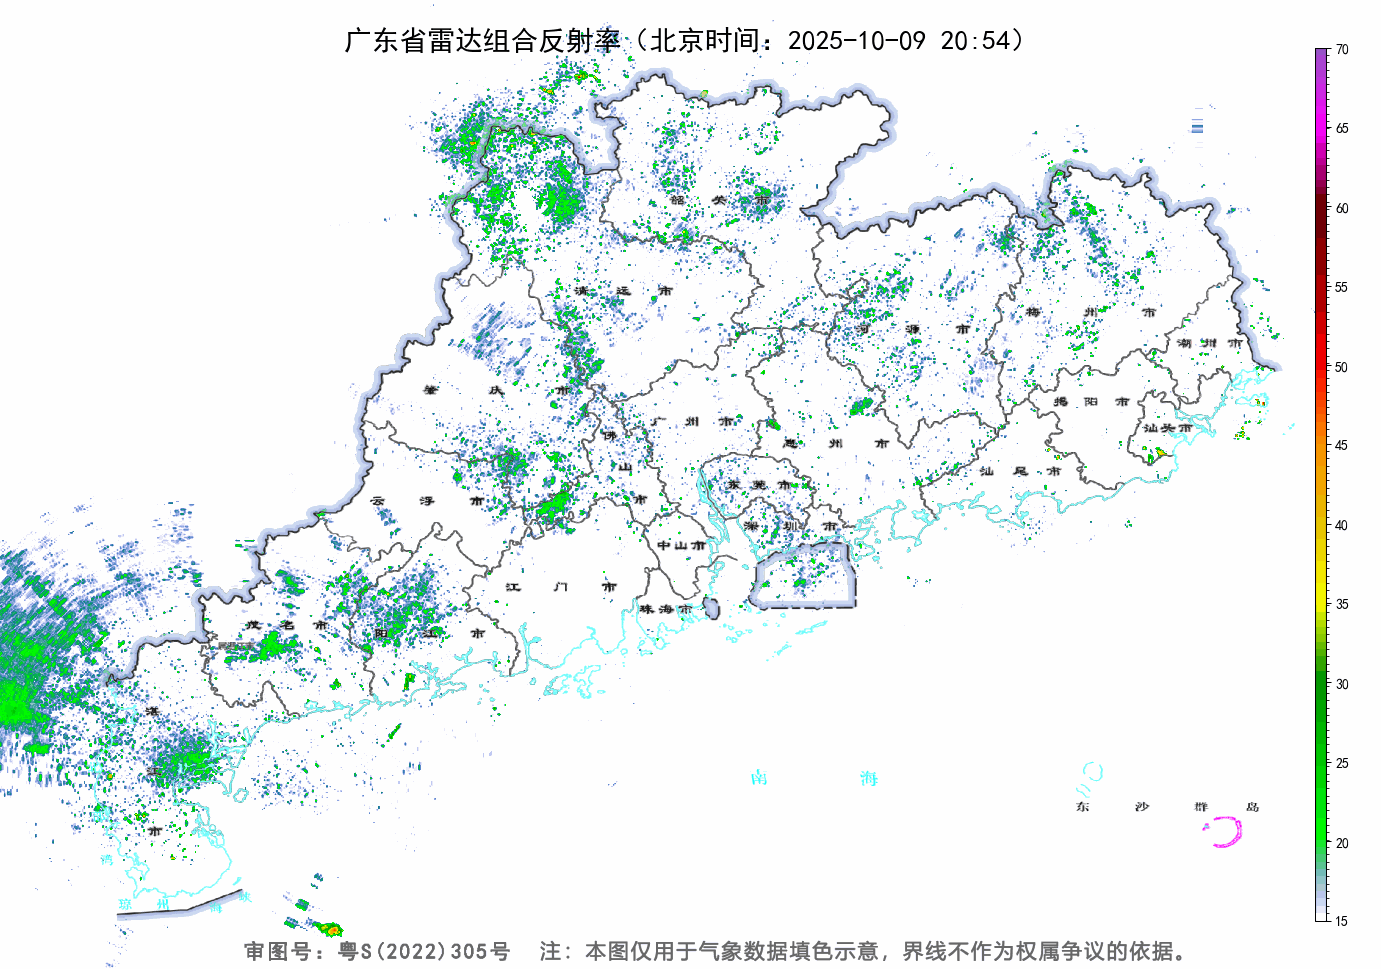 广东省雷达组合反射率（北京时间：2025-10-09 20:54）
70
65
60
55
50
45
40
35
30
25
20
15
韶 关 市
清 远 市
河 源 市
梅 州 市
潮 州 市
肇 庆 市
广 州 市
揭 阳 市
汕头市
佛 山 市
惠 州 市
汕 尾 市
东 莞 市
云 浮 市
深 圳 市
中山市
江 门 市
珠海市
茂 名 市
阳 江 市
湛 江 市
南 海
东 沙 群 岛
琼 州 海 峡
审图号：粤S(2022)305号 注：本图仅用于气象数据填色示意，界线不作为权属争议的依据。